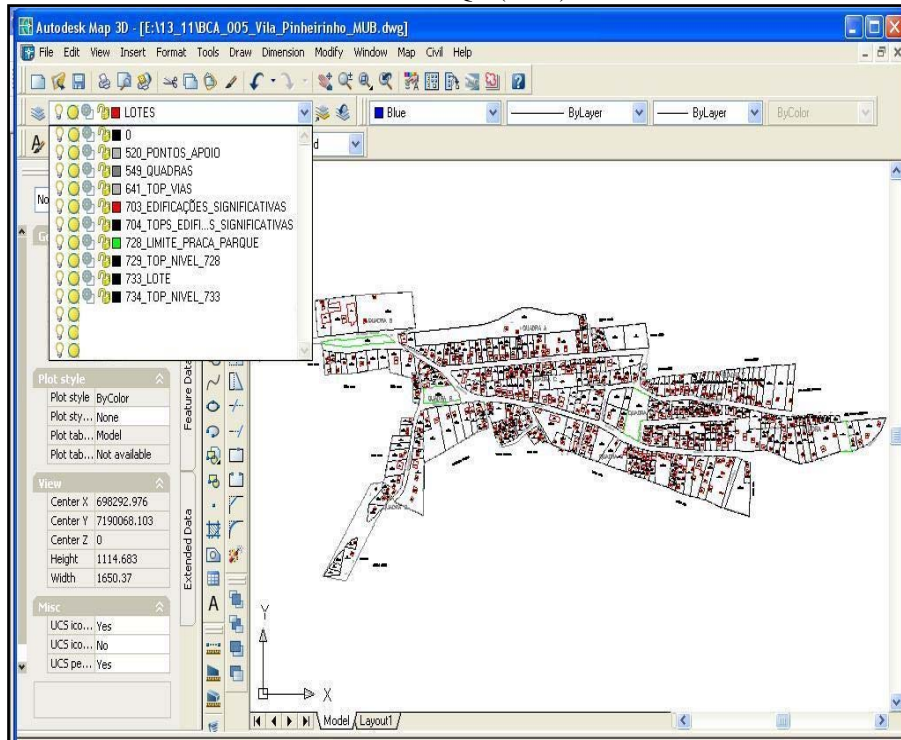 Autodesk Map 3D - [E:\13_11\BCA_005_Vila_Pinheirinho_MUB.dwg]
File Edit View Insert Format Tools Draw Dimension Modify Window Map Civil Help
LOTES
Blue
ByLayer
ByLayer
ByColor
0
520_PONTOS_APOIO
549_QUADRAS
641_TOP_VIAS
703_EDIFICAÇÕES_SIGNIFICATIVAS
704_TOPS_EDIFI...S_SIGNIFICATIVAS
728_LIMITE_PRACA_PARQUE
729_TOP_NIVEL_728
733_LOTE
734_TOP_NIVEL_733
No
Plot style
Plot style ByColor
Plot sty... None
Plot tab... Model
Plot tab... Not available
View
Center X 698292.976
Center Y 7190068.103
Center Z 0
Height 1114.683
Width 1650.37
Misc
UCS ico... Yes
UCS ico... No
UCS pe... Yes
Feature Data
Extended Data
A
QUADRA A
Y
X
Model
Layout1